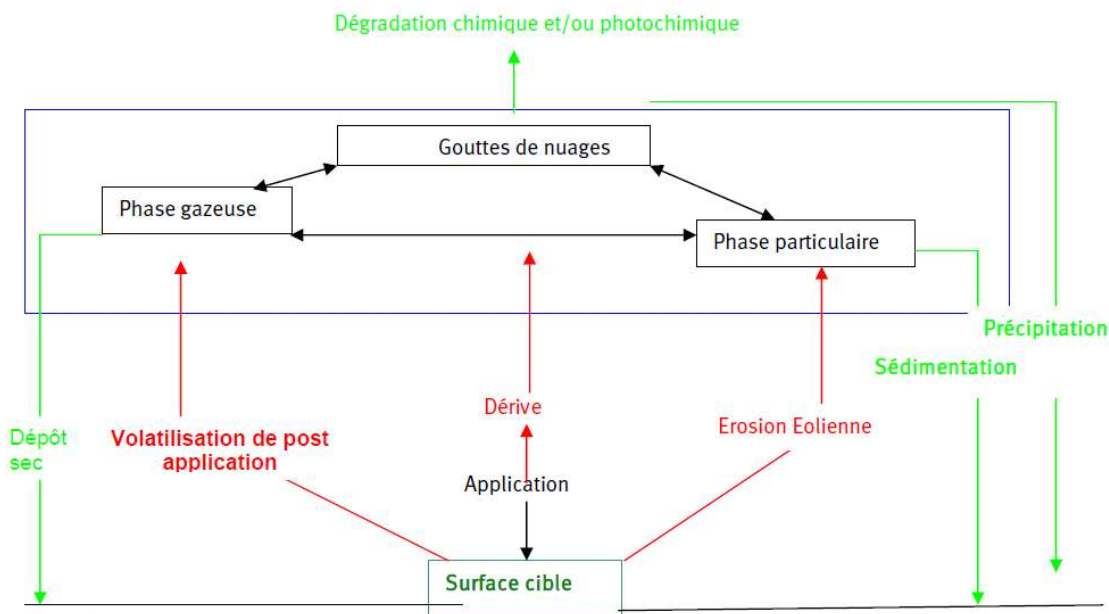 Dégradation chimique et/ou photochimique
Gouttes de nuages
Phase gazeuse
Phase particulaire
Précipitation
Sédimentation
Dérive
Erosion Eolienne
Dépôt
sec
Volatilisation de post
application
Application
Surface cible